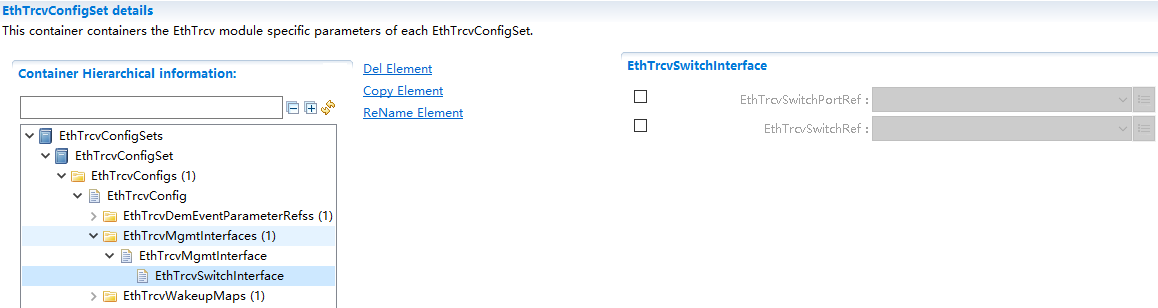 EthTrcvConfigSet details
This container containers the EthTrcv module specific parameters of each EthTrcvConfigSet.
Container Hierarchical information:
Del Element
Copy Element
ReName Element
EthTrcvConfigSets
EthTrcvConfigSet
EthTrcvConfigs (1)
EthTrcvConfig
EthTrcvDemEventParameterRefss (1)
EthTrcvMgmtInterfaces (1)
EthTrcvMgmtInterface
EthTrcvSwitchInterface
EthTrcvWakeupMaps (1)
EthTrcvSwitchInterface
EthTrcvSwitchPortRef :
EthTrcvSwitchRef :